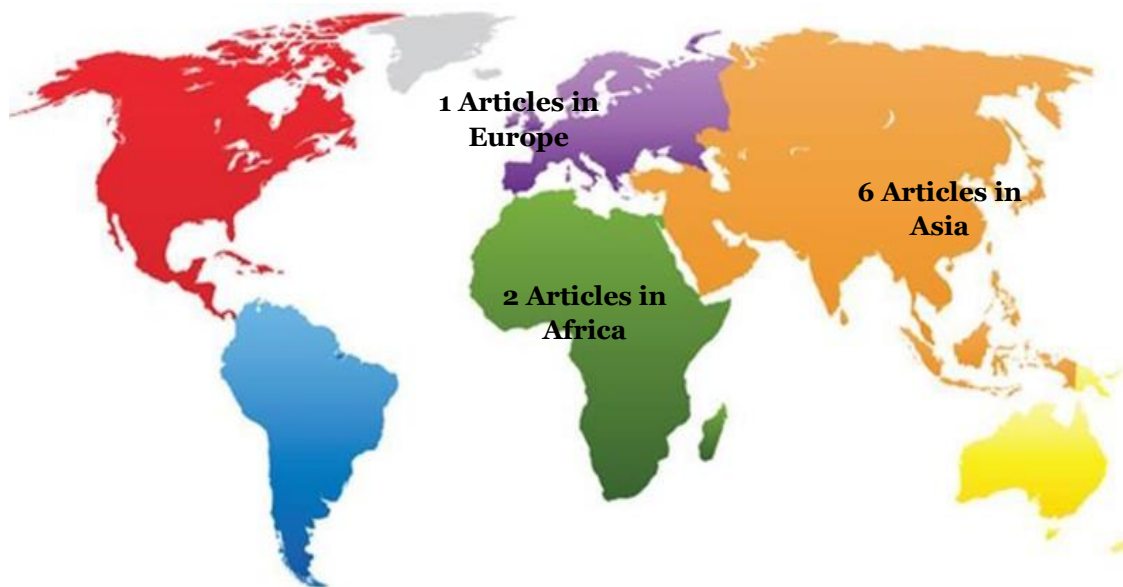 1 Articles in
Europe
6 Articles in
Asia
2 Articles in
Africa